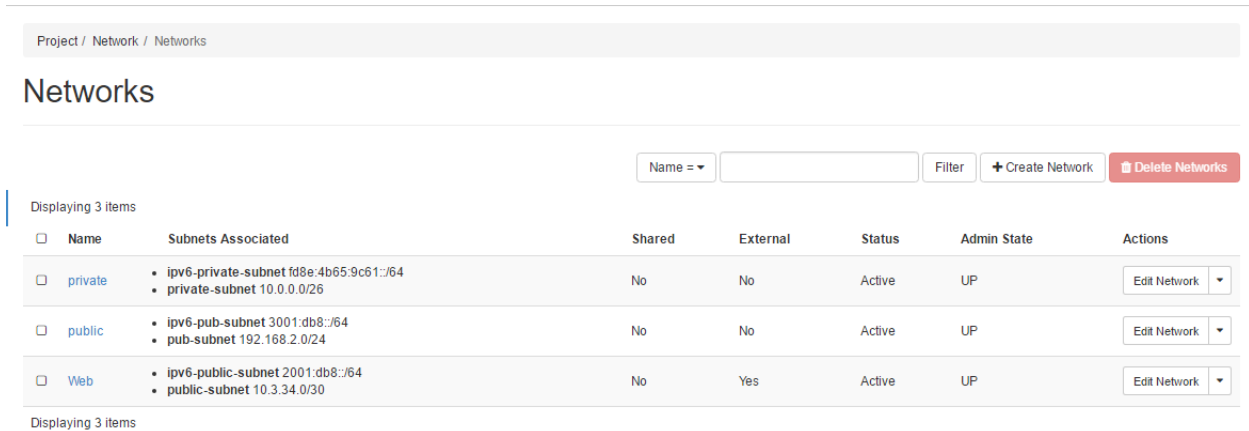 Project / Network / Networks
Networks
Name = Filter + Create Network Delete Networks
Displaying 3 items
Name Subnets Associated Shared External Status Admin State Actions
private • ipv6-private-subnet fd8e:4b65:9c61::/64 No No Active UP Edit Network
• private-subnet 10.0.0.0/26
public • ipv6-pub-subnet 3001:db8::/64 No No Active UP Edit Network
• pub-subnet 192.168.2.0/24
Web • ipv6-public-subnet 2001:db8::/64 No Yes Active UP Edit Network
• public-subnet 10.3.34.0/30
Displaying 3 items